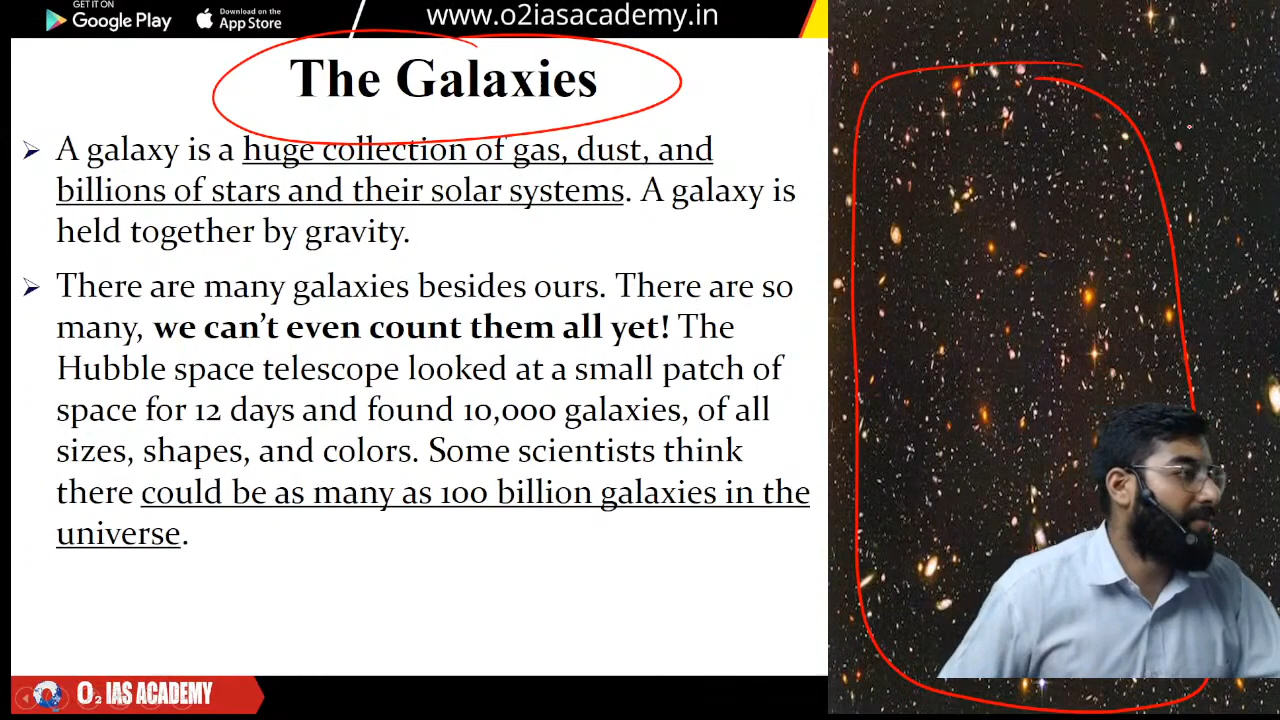 GET IT ON
Google Play
Download on the
App Store
www.o2iasacademy.in
The Galaxies
A galaxy is a huge collection of gas, dust, and
billions of stars and their solar systems. A galaxy is
held together by gravity.
There are many galaxies besides ours. There are so
many, we can't even count them all yet! The
Hubble space telescope looked at a small patch of
space for 12 days and found 10,000 galaxies, of all
sizes, shapes, and colors. Some scientists think
there could be as many as 100 billion galaxies in the
universe.
O₂ IAS ACADEMY